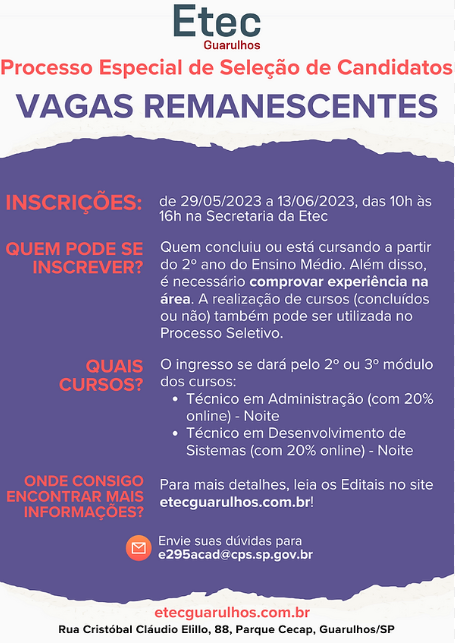 Etec
Guarulhos
Processo Especial de Seleção de Candidatos
VAGAS REMANESCENTES
INSCRIÇÕES:
de 29/05/2023 a 13/06/2023, das 10h às
16h na Secretaria da Etec
QUEM PODE SE
INSCREVER?
Quem concluiu ou está cursando a partir
do 2º ano do Ensino Médio. Além disso,
é necessário comprovar experiência na
área. A realização de cursos (concluídos
ou não) também pode ser utilizada no
Processo Seletivo.
QUAIS
CURSOS?
O ingresso se dará pelo 2º ou 3º módulo
dos cursos:
• Técnico em Administração (com 20%
online) - Noite
• Técnico em Desenvolvimento de
Sistemas (com 20% online) - Noite
ONDE CONSIGO
ENCONTRAR MAIS
INFORMAÇÕES?
Para mais detalhes, leia os Editais no site
etecguarulhos.com.br!
Envie suas dúvidas para
e295acad@cps.sp.gov.br
etecguarulhos.com.br
Rua Cristóbal Cláudio Elillo, 88, Parque Cecap, Guarulhos/SP